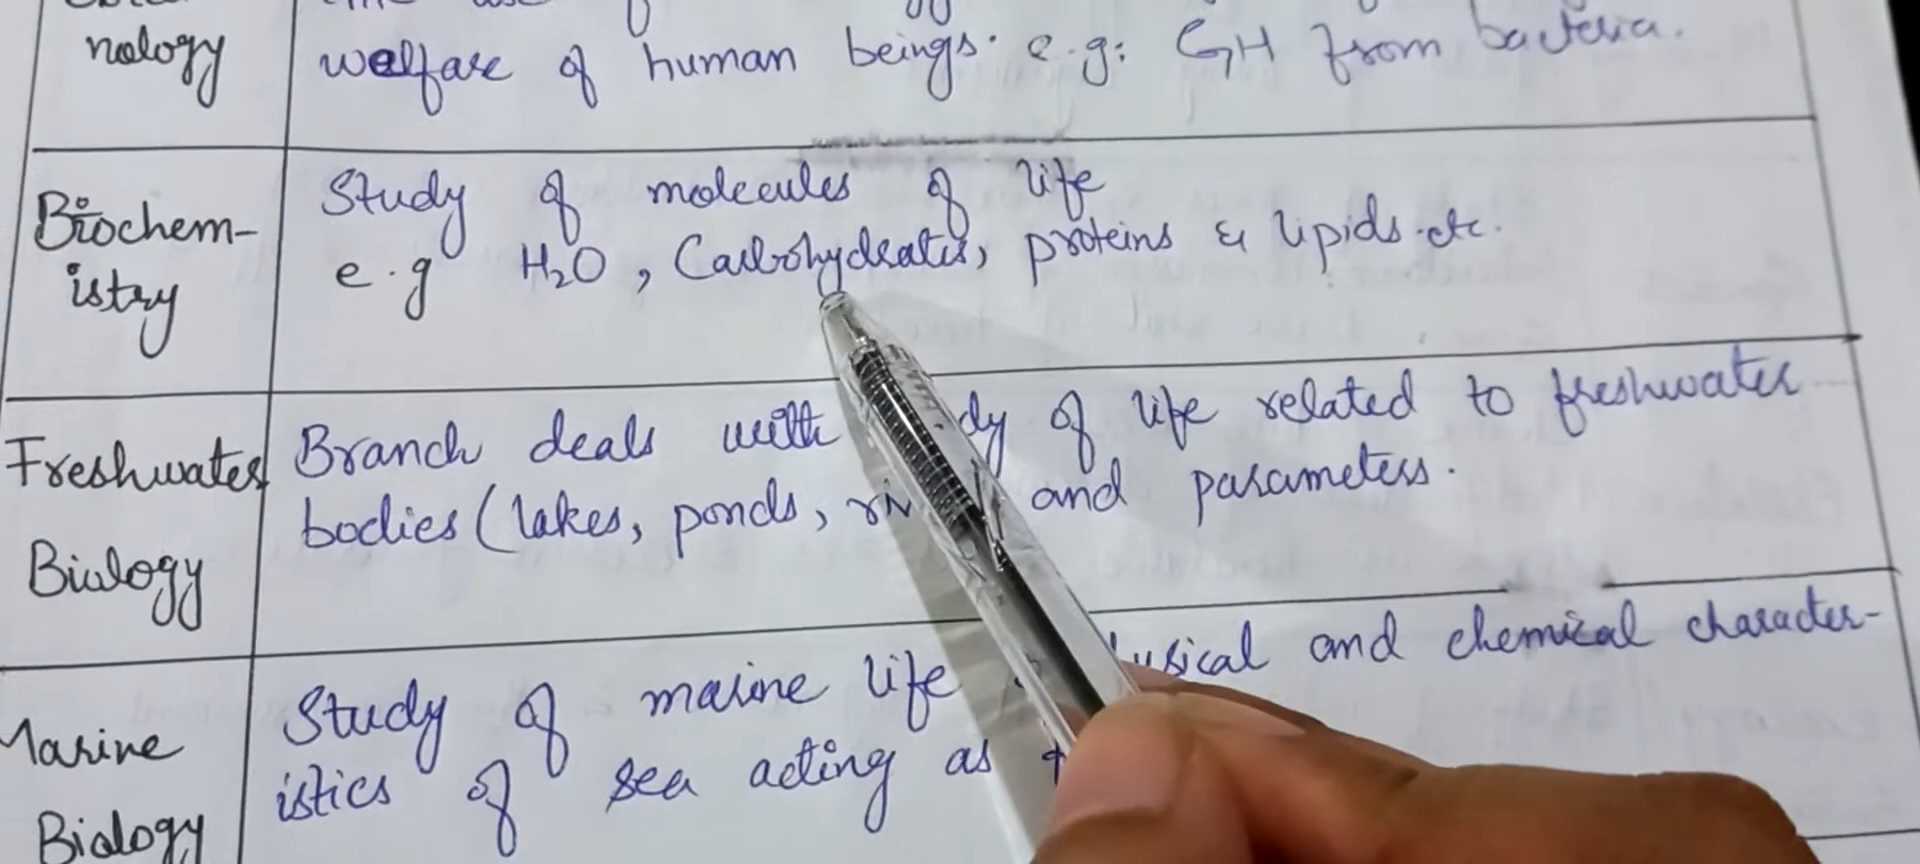 nology
welfare of human beings. e.g: GH from bacteria.
Biochem-
istry
Study of molecules of life
e.g H₂O, Carbohydrates, proteins & lipids.etc.
Freshwater
Biology
Branch deals with of life related to freshwater
bodies (lakes, ponds, and parameters.
Marine
Biology
Study of marine life and chemical character-
istics of sea acting as